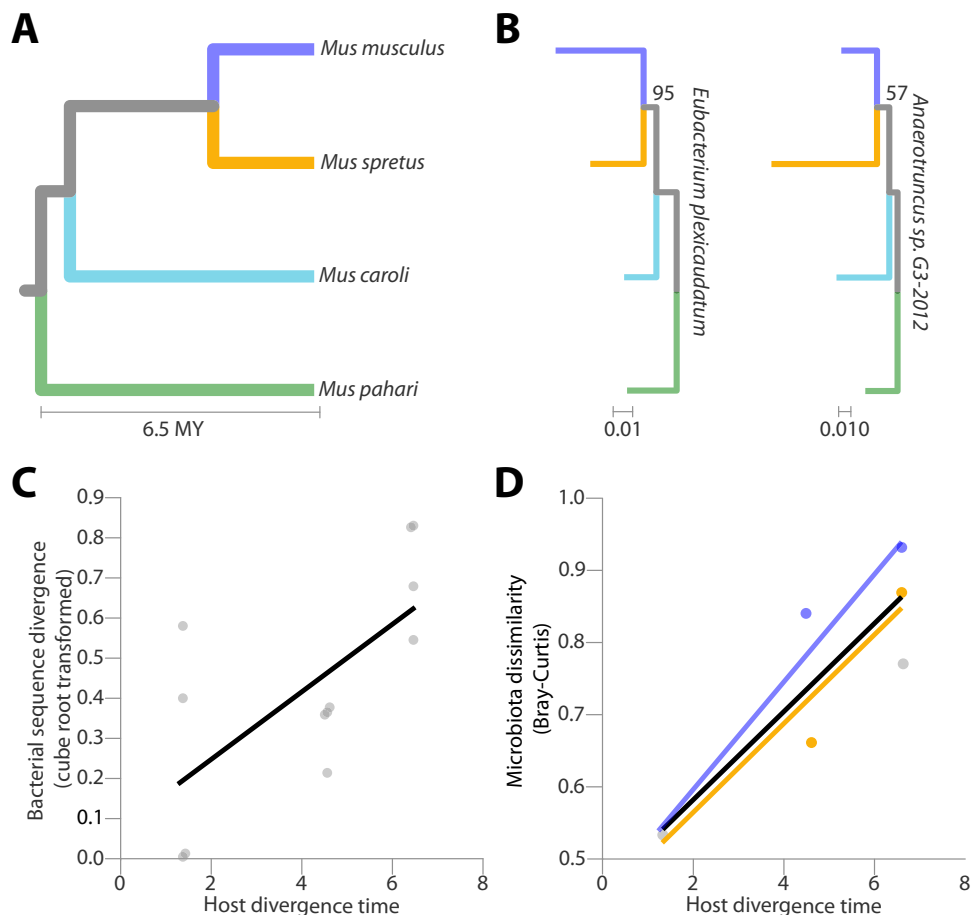 A
Mus musculus
Mus spretus
Mus caroli
Mus pahari
6.5 MY
B
95
Eubacterium plexicaudatum
0.01
57
Anaerotruncus sp. G3-2012
0.010
C
Bacterial sequence divergence
(cube root transformed)
0.9
0.8
0.7
0.6
0.5
0.4
0.3
0.2
0.1
0.0
0
2
4
6
8
Host divergence time
D
Microbiota dissimilarity
(Bray-Curtis)
1.0
0.9
0.8
0.7
0.6
0.5
0
2
4
6
8
Host divergence time